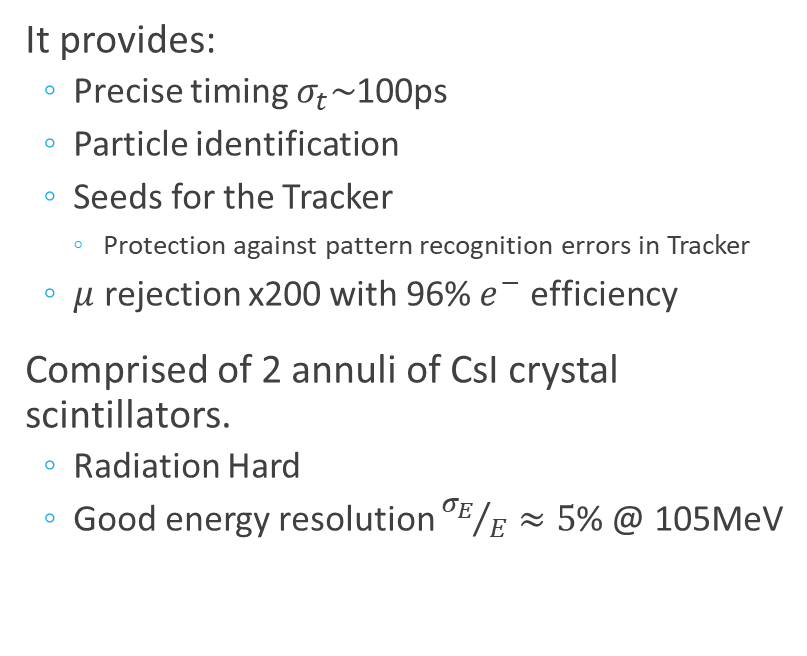 It provides:
◦ Precise timing σₜ~100ps
◦ Particle identification
◦ Seeds for the Tracker
◦ Protection against pattern recognition errors in Tracker
◦ μ rejection x200 with 96% e⁻ efficiency
Comprised of 2 annuli of CsI crystal
scintillators.
◦ Radiation Hard
◦ Good energy resolution σ_E/E ≈ 5% @ 105MeV